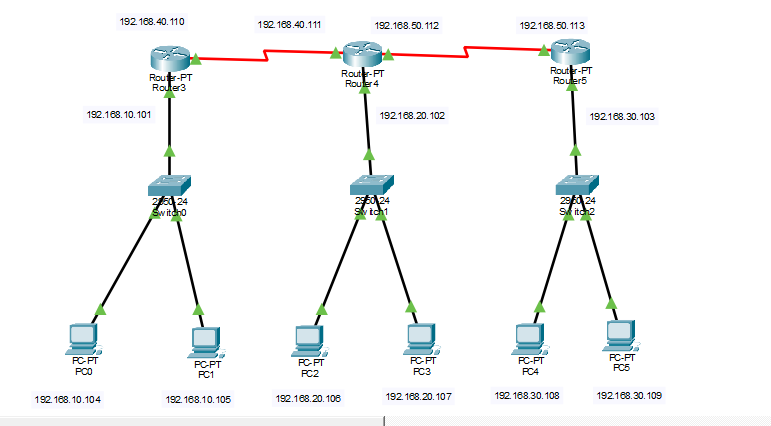 192.168.40.110
192.168.40.111
192.168.50.112
192.168.50.113
Router-PT
Router3
Router-PT
Router4
Router-PT
Router5
192.168.10.101
192.168.20.102
192.168.30.103
2950-24
Switch0
2950-24
Switch1
2950-24
Switch2
PC-PT
PC0
PC-PT
PC1
PC-PT
PC2
PC-PT
PC3
PC-PT
PC4
PC-PT
PC5
192.168.10.104
192.168.10.105
192.168.20.106
192.168.20.107
192.168.30.108
192.168.30.109